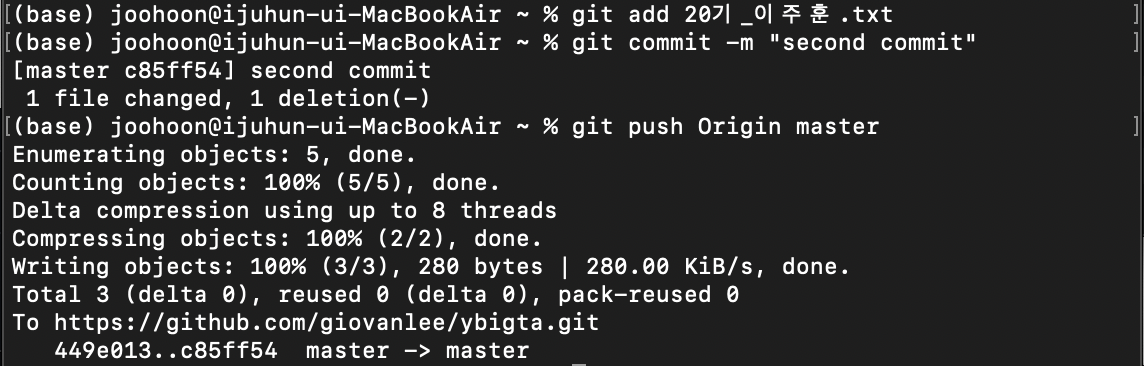 [(base) joohoon@ijuhun-ui-MacBookAir ~ % git add 20기_이주훈.txt ]
[(base) joohoon@ijuhun-ui-MacBookAir ~ % git commit -m "second commit" ]
[master c85ff54] second commit
 1 file changed, 1 deletion(-)
[(base) joohoon@ijuhun-ui-MacBookAir ~ % git push Origin master ]
Enumerating objects: 5, done.
Counting objects: 100% (5/5), done.
Delta compression using up to 8 threads
Compressing objects: 100% (2/2), done.
Writing objects: 100% (3/3), 280 bytes | 280.00 KiB/s, done.
Total 3 (delta 0), reused 0 (delta 0), pack-reused 0
To https://github.com/giovanlee/ybigta.git
   449e013..c85ff54  master -> master